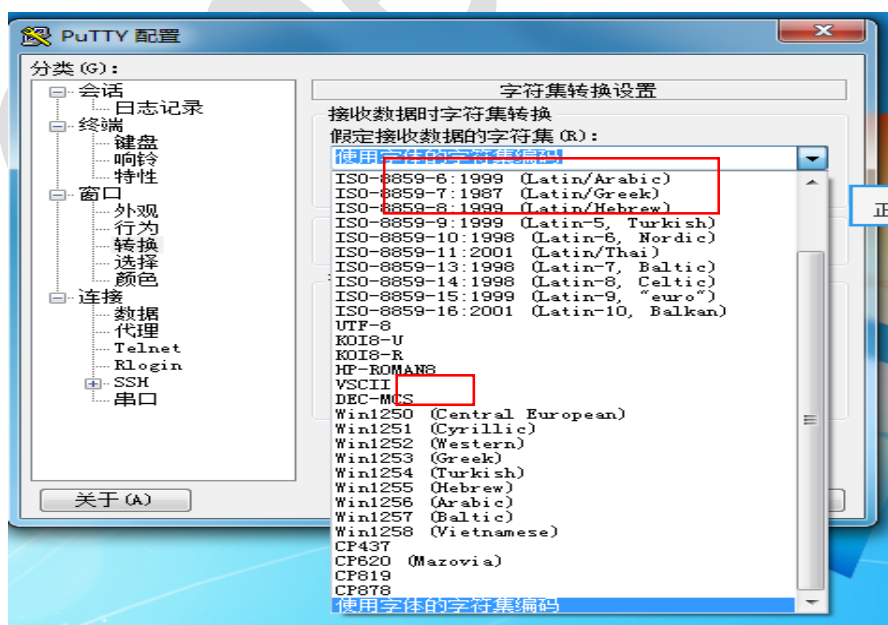 PuTTY 配置
分类(G):
会话
日志记录
终端
键盘
响铃
特性
窗口
外观
行为
转换
选择
颜色
连接
数据
代理
Telnet
Rlogin
SSH
串口
关于(A)
字符集转换设置
接收数据时字符集转换
假定接收数据的字符集(R):
使用字体的字符集编码
ISO-8859-6:1999 (Latin/Arabic)
ISO-8859-7:1987 (Latin/Greek)
ISO-8859-8:1999 (Latin/Hebrew)
ISO-8859-9:1999 (Latin-5, Turkish)
ISO-8859-10:1998 (Latin-6, Nordic)
ISO-8859-11:2001 (Latin/Thai)
ISO-8859-13:1998 (Latin-7, Baltic)
ISO-8859-14:1998 (Latin-8, Celtic)
ISO-8859-15:1999 (Latin-9, "euro")
ISO-8859-16:2001 (Latin-10, Balkan)
UTF-8
KOI8-U
KOI8-R
HP-ROMAN8
VSCII
DEC-MCS
Win1250 (Central European)
Win1251 (Cyrillic)
Win1252 (Western)
Win1253 (Greek)
Win1254 (Turkish)
Win1255 (Hebrew)
Win1256 (Arabic)
Win1257 (Baltic)
Win1258 (Vietnamese)
CP437
CP620 (Mazovia)
CP819
CP878
使用字体的字符集编码
正